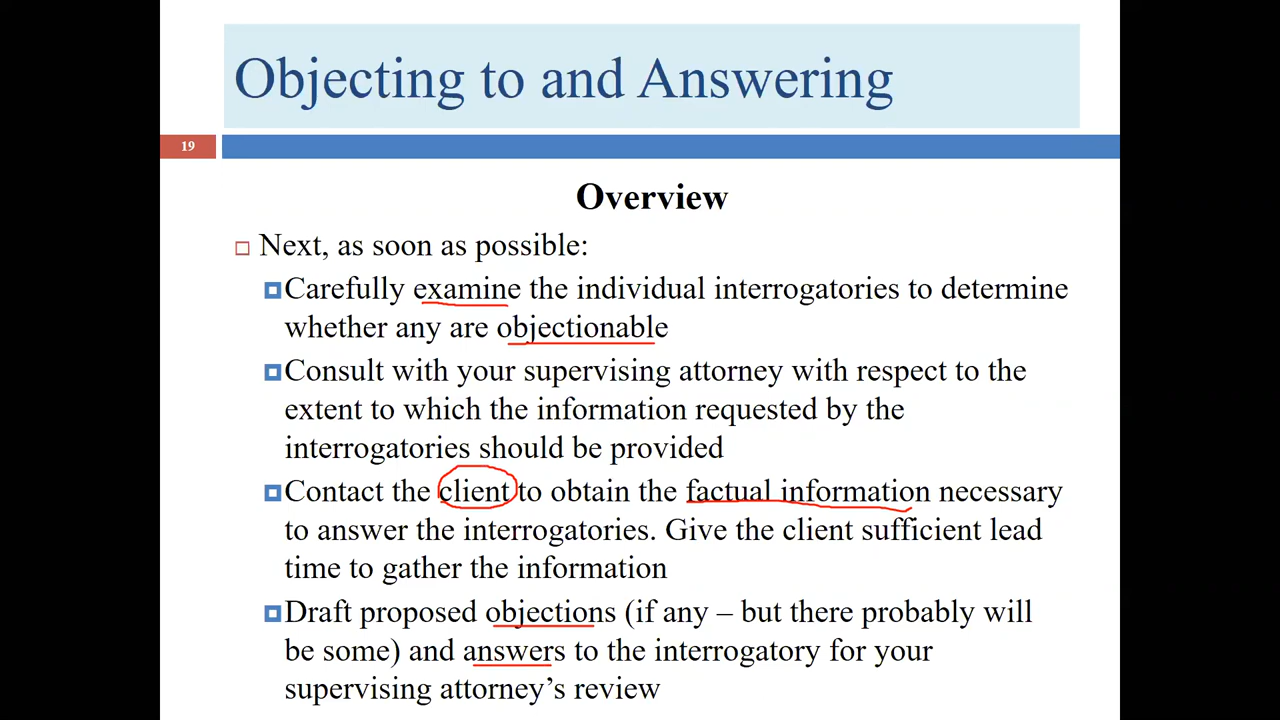 Objecting to and Answering
19
Overview
Next, as soon as possible:
Carefully examine the individual interrogatories to determine
whether any are objectionable
Consult with your supervising attorney with respect to the
extent to which the information requested by the
interrogatories should be provided
Contact the client to obtain the factual information necessary
to answer the interrogatories. Give the client sufficient lead
time to gather the information
Draft proposed objections (if any – but there probably will
be some) and answers to the interrogatory for your
supervising attorney’s review